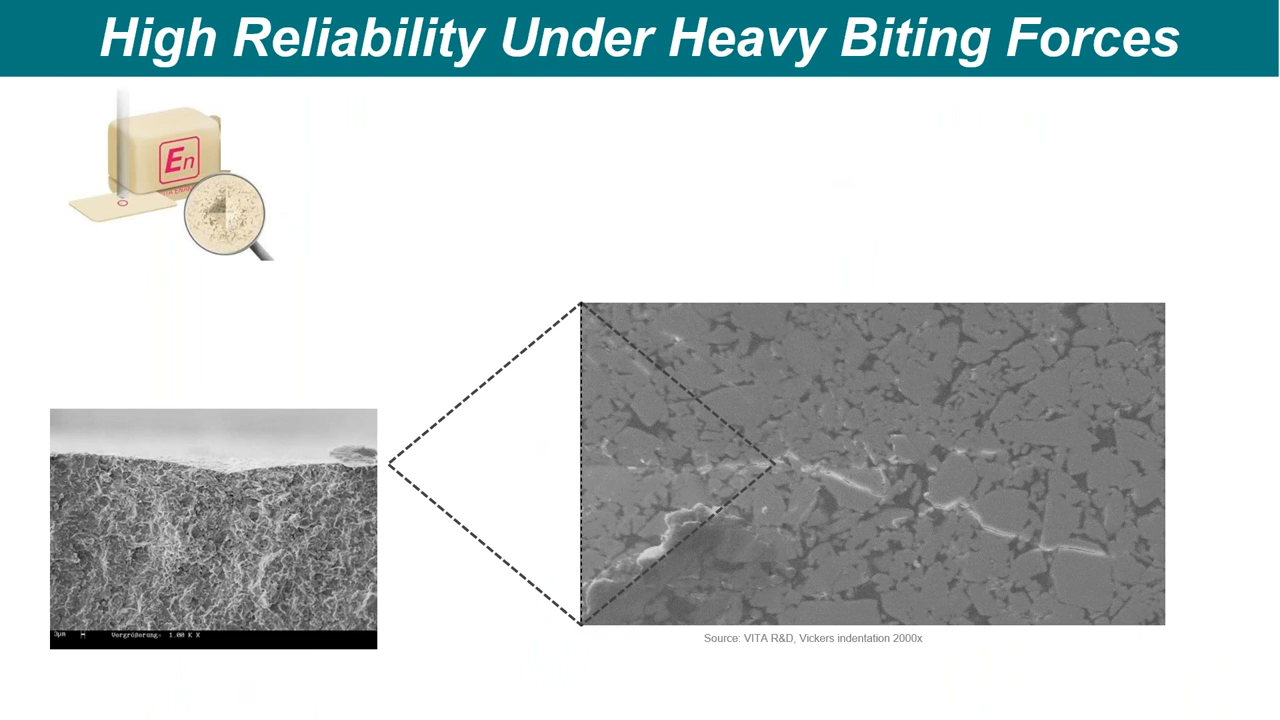 High Reliability Under Heavy Biting Forces
En
Vergrößerung= 1.00 K X
Source: VITA R&D, Vickers indentation 2000x